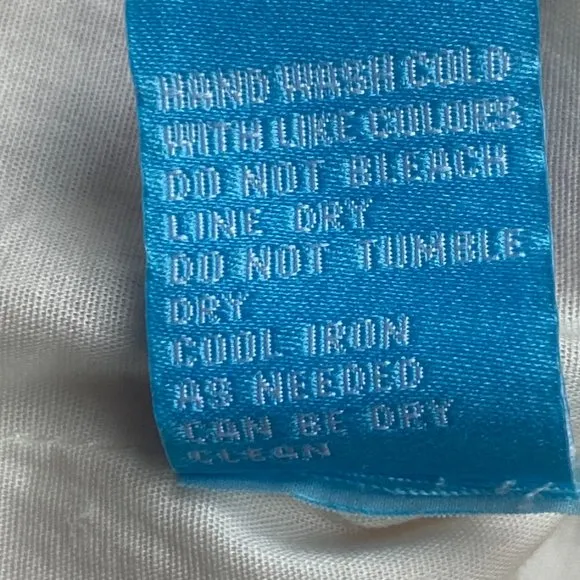 HAND WASH COLD
WITH LIKE COLORS
DO NOT BLEACH
LINE DRY
DO NOT TUMBLE
DRY
COOL IRON
AS NEEDED
CAN BE DRY
CLEAN